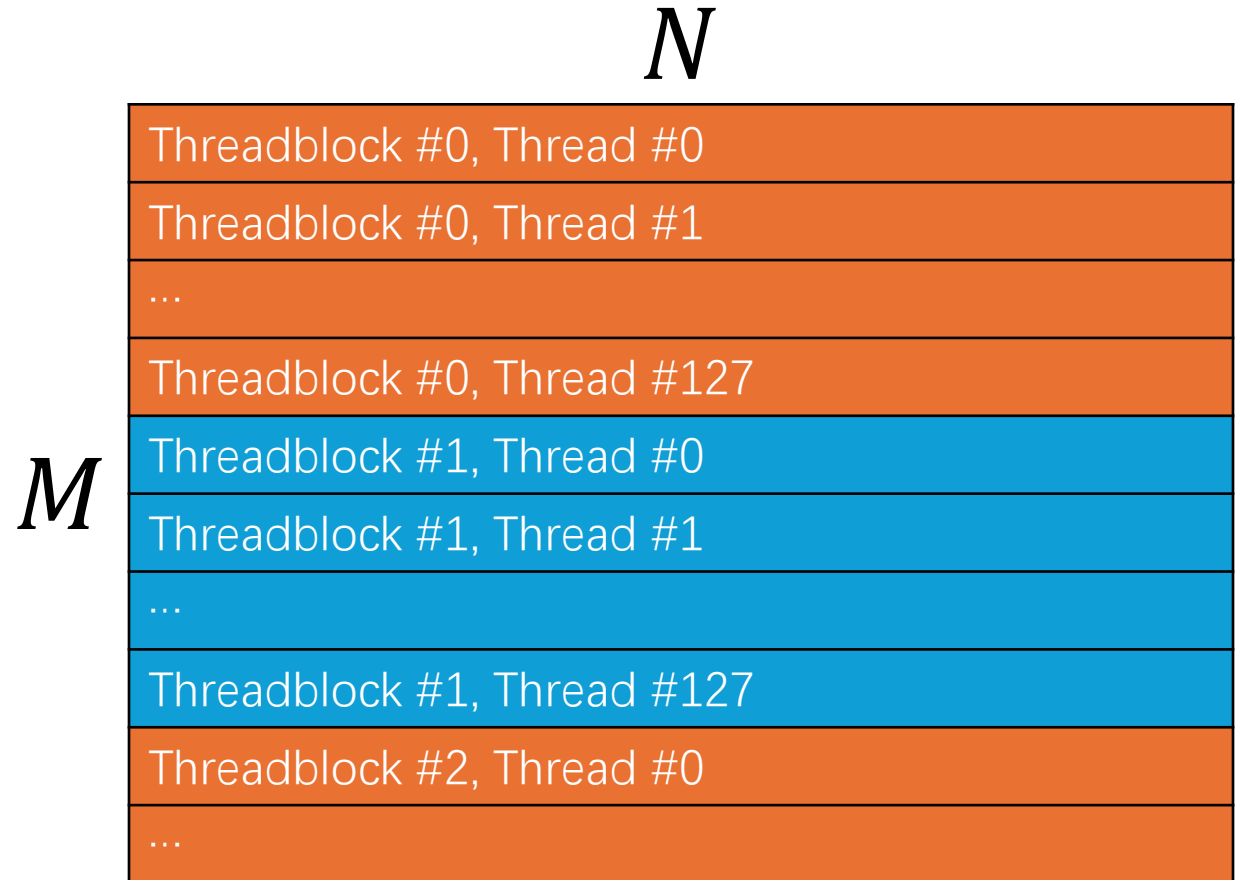 N
Threadblock #0, Thread #0
Threadblock #0, Thread #1
...
Threadblock #0, Thread #127
M
Threadblock #1, Thread #0
Threadblock #1, Thread #1
...
Threadblock #1, Thread #127
Threadblock #2, Thread #0
...